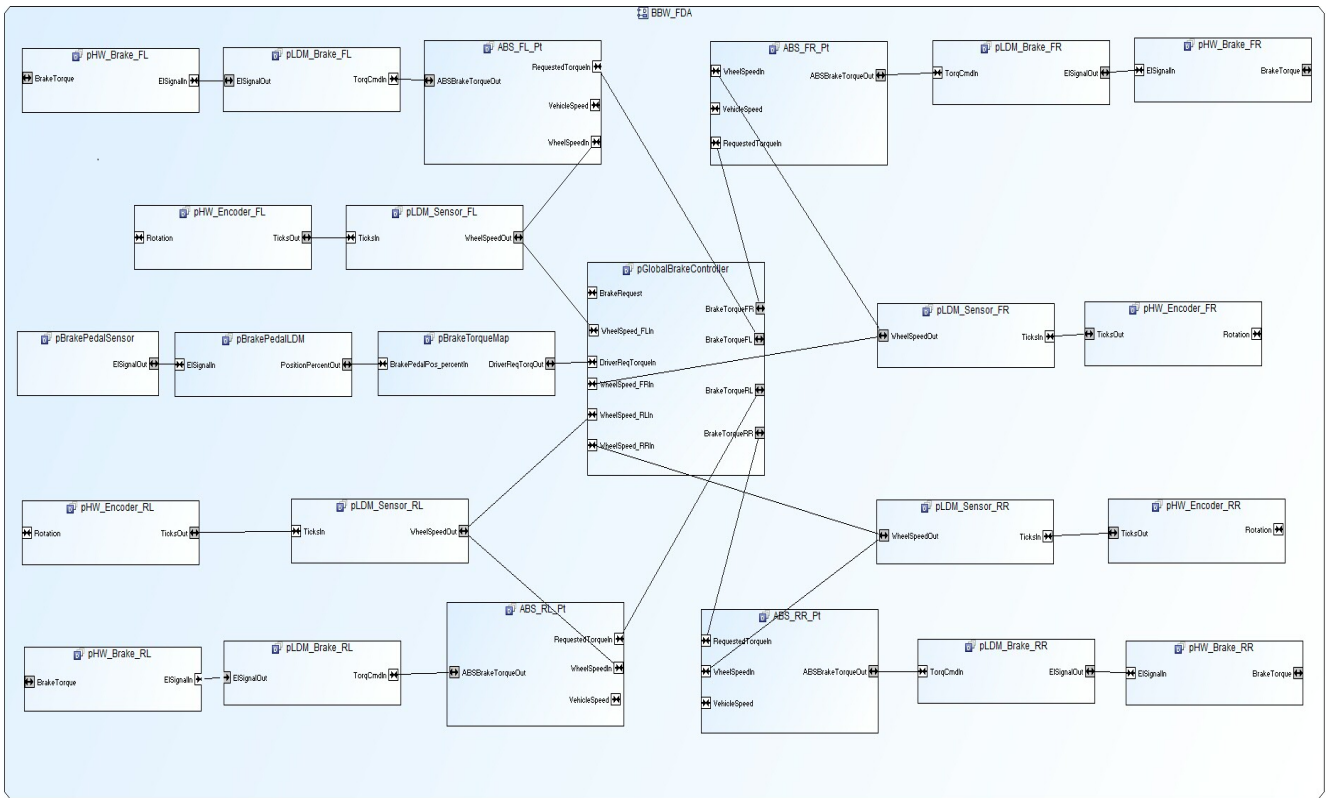 BBW_FDA
pHW_Brake_FL
BrakeTorque
ElSignalIn
pLDM_Brake_FL
ElSignalOut
TorqCmdIn
ABS_FL_Pt
RequestedTorqueIn
ABSBrakeTorqueOut
VehicleSpeed
WheelSpeedIn
ABS_FR_Pt
WheelSpeedIn
ABSBrakeTorqueOut
VehicleSpeed
RequestedTorqueIn
pLDM_Brake_FR
TorqCmdIn
ElSignalOut
pHW_Brake_FR
ElSignalIn
BrakeTorque
pHW_Encoder_FL
Rotation
TicksOut
pLDM_Sensor_FL
TicksIn
WheelSpeedOut
pGlobalBrakeController
BrakeRequest
WheelSpeed_FLIn
DriverReqTorqueIn
WheelSpeed_FRIn
WheelSpeed_RLIn
WheelSpeed_RRIn
BrakeTorqueFR
BrakeTorqueFL
BrakeTorqueRL
BrakeTorqueRR
pLDM_Sensor_FR
WheelSpeedOut
TicksIn
pHW_Encoder_FR
TicksOut
Rotation
pBrakePedalSensor
ElSignalOut
pBrakePedalLDM
ElSignalIn
PositionPercentOut
pBrakeTorqueMap
BrakePedalPos_percentIn
DriverReqTorqOut
pHW_Encoder_RL
Rotation
TicksOut
pLDM_Sensor_RL
TicksIn
WheelSpeedOut
pLDM_Sensor_RR
WheelSpeedOut
TicksIn
pHW_Encoder_RR
TicksOut
Rotation
pHW_Brake_RL
BrakeTorque
ElSignalIn
pLDM_Brake_RL
ElSignalOut
TorqCmdIn
ABS_RL_Pt
RequestedTorqueIn
WheelSpeedIn
ABSBrakeTorqueOut
VehicleSpeed
ABS_RR_Pt
RequestedTorqueIn
WheelSpeedIn
ABSBrakeTorqueOut
VehicleSpeed
pLDM_Brake_RR
TorqCmdIn
ElSignalOut
pHW_Brake_RR
ElSignalIn
BrakeTorque